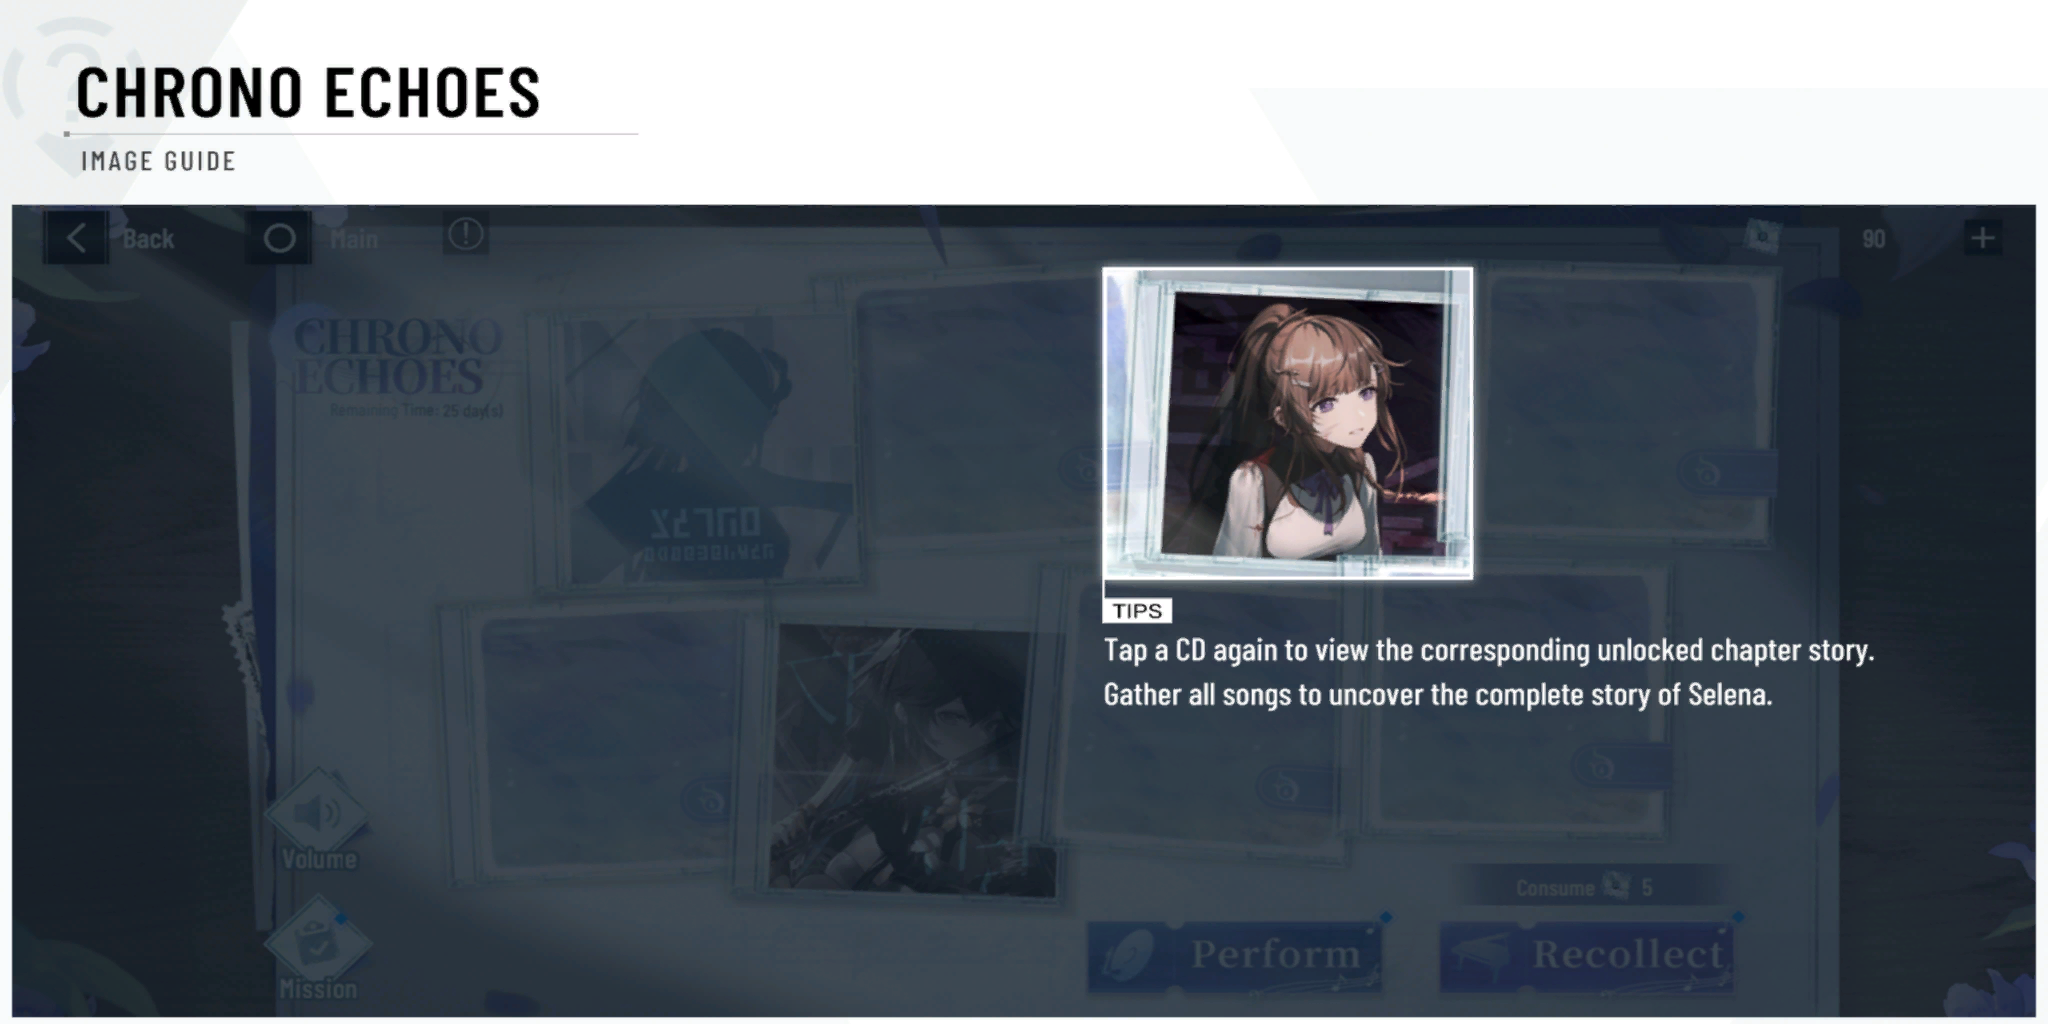 CHRONO ECHOES
IMAGE GUIDE
Back
Main
90
CHRONO
ECHOES
Remaining Time: 25 day(s)
TIPS
Tap a CD again to view the corresponding unlocked chapter story.
Gather all songs to uncover the complete story of Selena.
Volume
Consume 5
Mission
Perform
Recollect